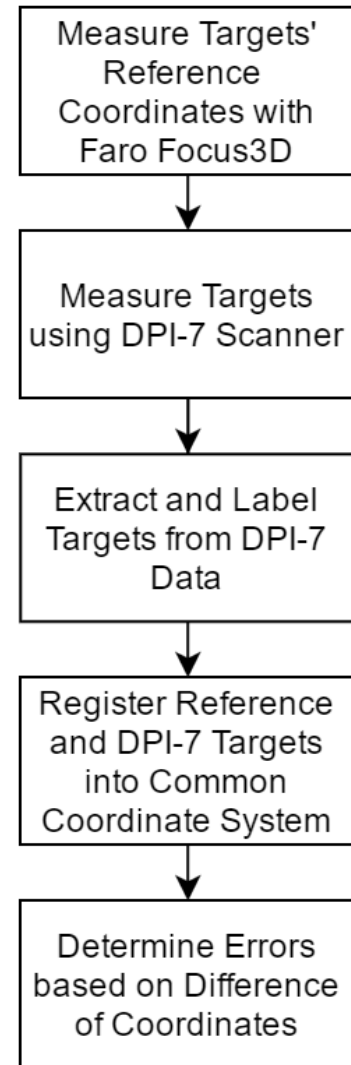 Measure Targets'
Reference
Coordinates with
Faro Focus3D
Measure Targets
using DPI-7 Scanner
Extract and Label
Targets from DPI-7
Data
Register Reference
and DPI-7 Targets
into Common
Coordinate System
Determine Errors
based on Difference
of Coordinates